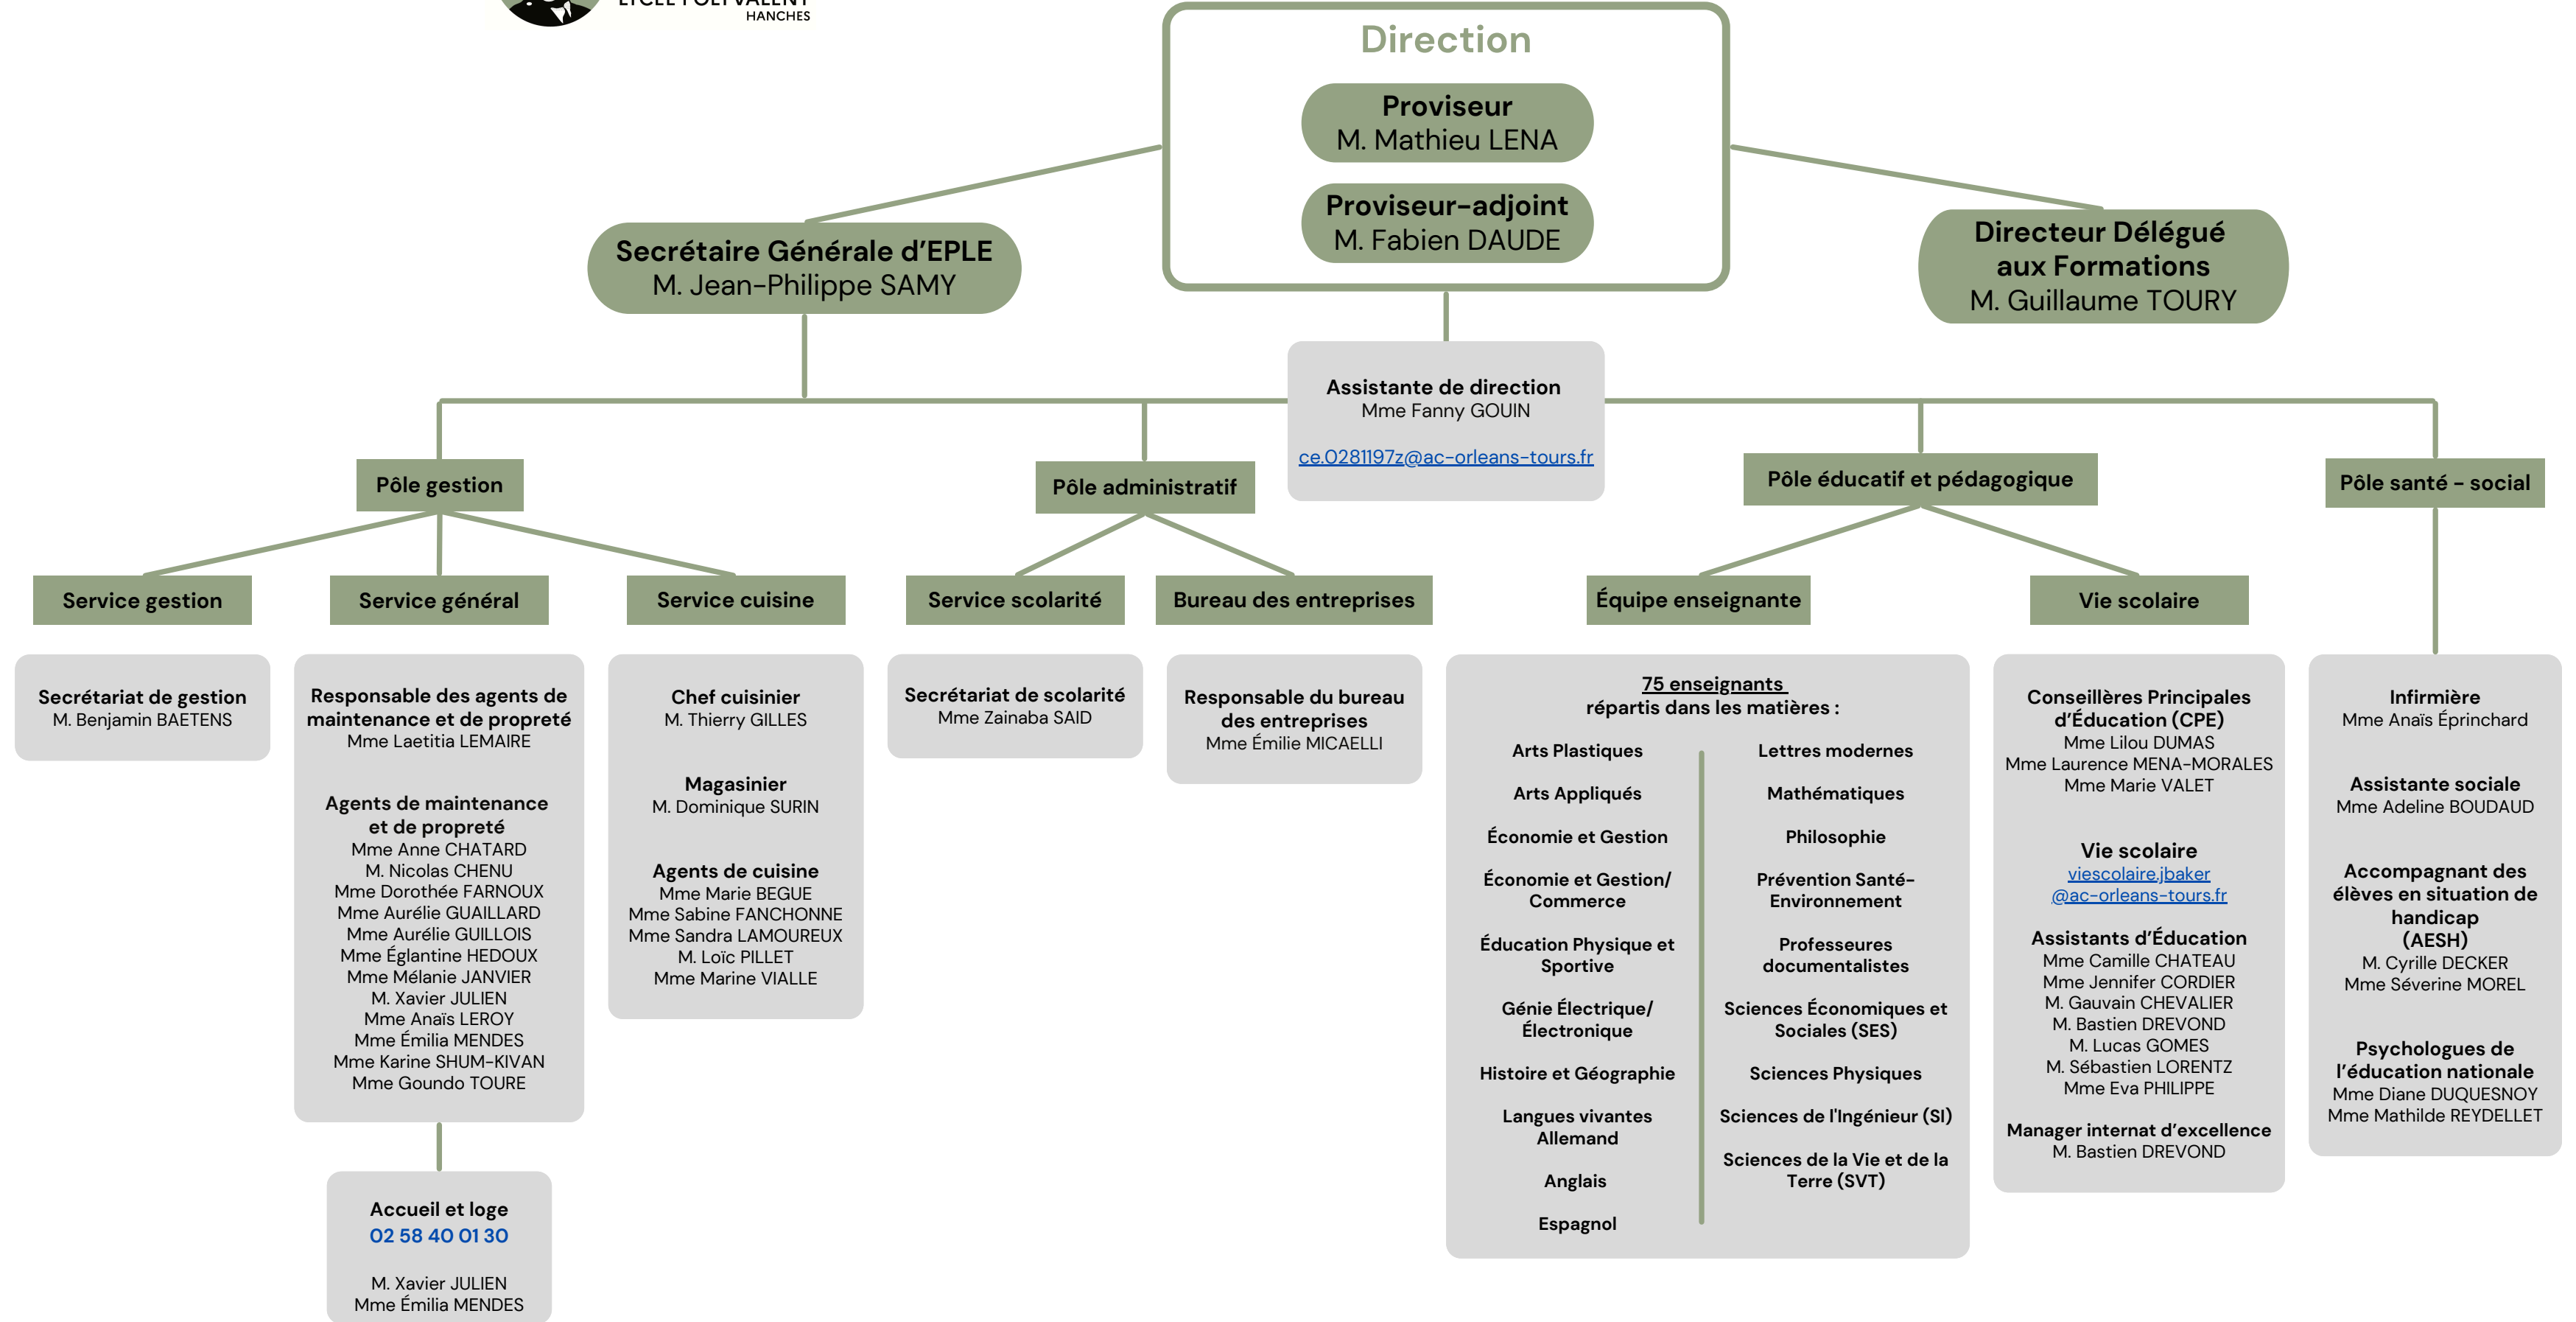 LYCÉE POLYVALENT
HANCHES
Direction
Proviseur
M. Mathieu LENA
Proviseur-adjoint
M. Fabien DAUDE
Secrétaire Générale d’EPLE
M. Jean-Philippe SAMY
Directeur Délégué
aux Formations
M. Guillaume TOURY
Assistante de direction
Mme Fanny GOUIN
ce.0281197z@ac-orleans-tours.fr
Pôle gestion
Pôle administratif
Pôle éducatif et pédagogique
Pôle santé - social
Service gestion
Service général
Service cuisine
Service scolarité
Bureau des entreprises
Équipe enseignante
Vie scolaire
Secrétariat de gestion
M. Benjamin BAETENS
Responsable des agents de
maintenance et de propreté
Mme Laetitia LEMAIRE
Agents de maintenance
et de propreté
Mme Anne CHATARD
M. Nicolas CHENU
Mme Dorothée FARNOUX
Mme Aurélie GUAILLARD
Mme Aurélie GUILLOIS
Mme Églantine HEDOUX
Mme Mélanie JANVIER
M. Xavier JULIEN
Mme Anaïs LEROY
Mme Émilia MENDES
Mme Karine SHUM-KIVAN
Mme Goundo TOURE
Accueil et loge
02 58 40 01 30
M. Xavier JULIEN
Mme Émilia MENDES
Chef cuisinier
M. Thierry GILLES
Magasinier
M. Dominique SURIN
Agents de cuisine
Mme Marie BEGUE
Mme Sabine FANCHONNE
Mme Sandra LAMOUREUX
M. Loïc PILLET
Mme Marine VIALLE
Secrétariat de scolarité
Mme Zainaba SAID
Responsable du bureau
des entreprises
Mme Émilie MICAELLI
75 enseignants
répartis dans les matières :
Arts Plastiques
Arts Appliqués
Économie et Gestion
Économie et Gestion/
Commerce
Éducation Physique et
Sportive
Génie Électrique/
Électronique
Histoire et Géographie
Langues vivantes
Allemand
Anglais
Espagnol
Lettres modernes
Mathématiques
Philosophie
Prévention Santé-
Environnement
Professeures
documentalistes
Sciences Économiques et
Sociales (SES)
Sciences Physiques
Sciences de l'Ingénieur (SI)
Sciences de la Vie et de la
Terre (SVT)
Conseillères Principales
d’Éducation (CPE)
Mme Lilou DUMAS
Mme Laurence MENA-MORALES
Mme Marie VALET
Vie scolaire
viescolaire.jbaker
@ac-orleans-tours.fr
Assistants d’Éducation
Mme Camille CHATEAU
Mme Jennifer CORDIER
M. Gauvain CHEVALIER
M. Bastien DREVOND
M. Lucas GOMES
M. Sébastien LORENTZ
Mme Eva PHILIPPE
Manager internat d’excellence
M. Bastien DREVOND
Infirmière
Mme Anaïs Éprinchard
Assistante sociale
Mme Adeline BOUDAUD
Accompagnant des
élèves en situation de
handicap
(AESH)
M. Cyrille DECKER
Mme Séverine MOREL
Psychologues de
l’éducation nationale
Mme Diane DUQUESNOY
Mme Mathilde REYDELLET